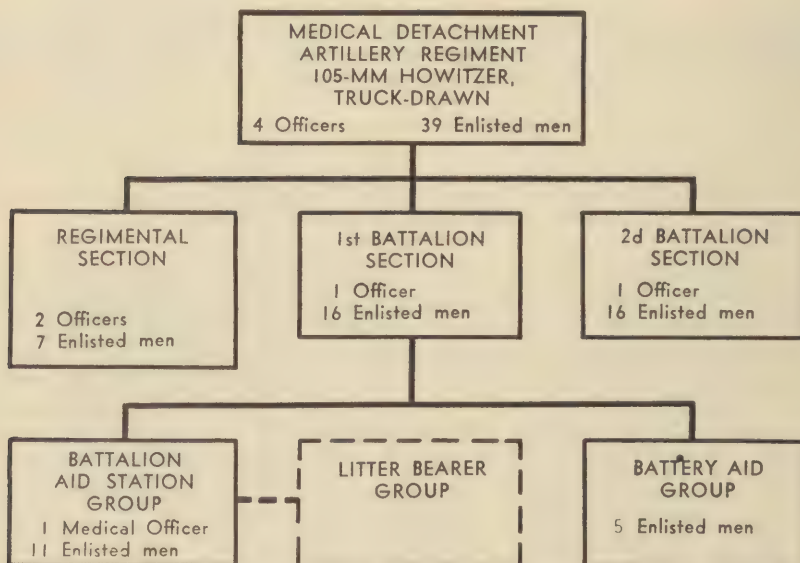 MEDICAL DETACHMENT
ARTILLERY REGIMENT
105-MM HOWITZER,
TRUCK-DRAWN
4 Officers 39 Enlisted men
REGIMENTAL
SECTION
2 Officers
7 Enlisted men
1st BATTALION
SECTION
1 Officer
16 Enlisted men
2d BATTALION
SECTION
1 Officer
16 Enlisted men
BATTALION
AID STATION
GROUP
1 Medical Officer
11 Enlisted men
LITTER BEARER
GROUP
BATTERY AID
GROUP
5 Enlisted men